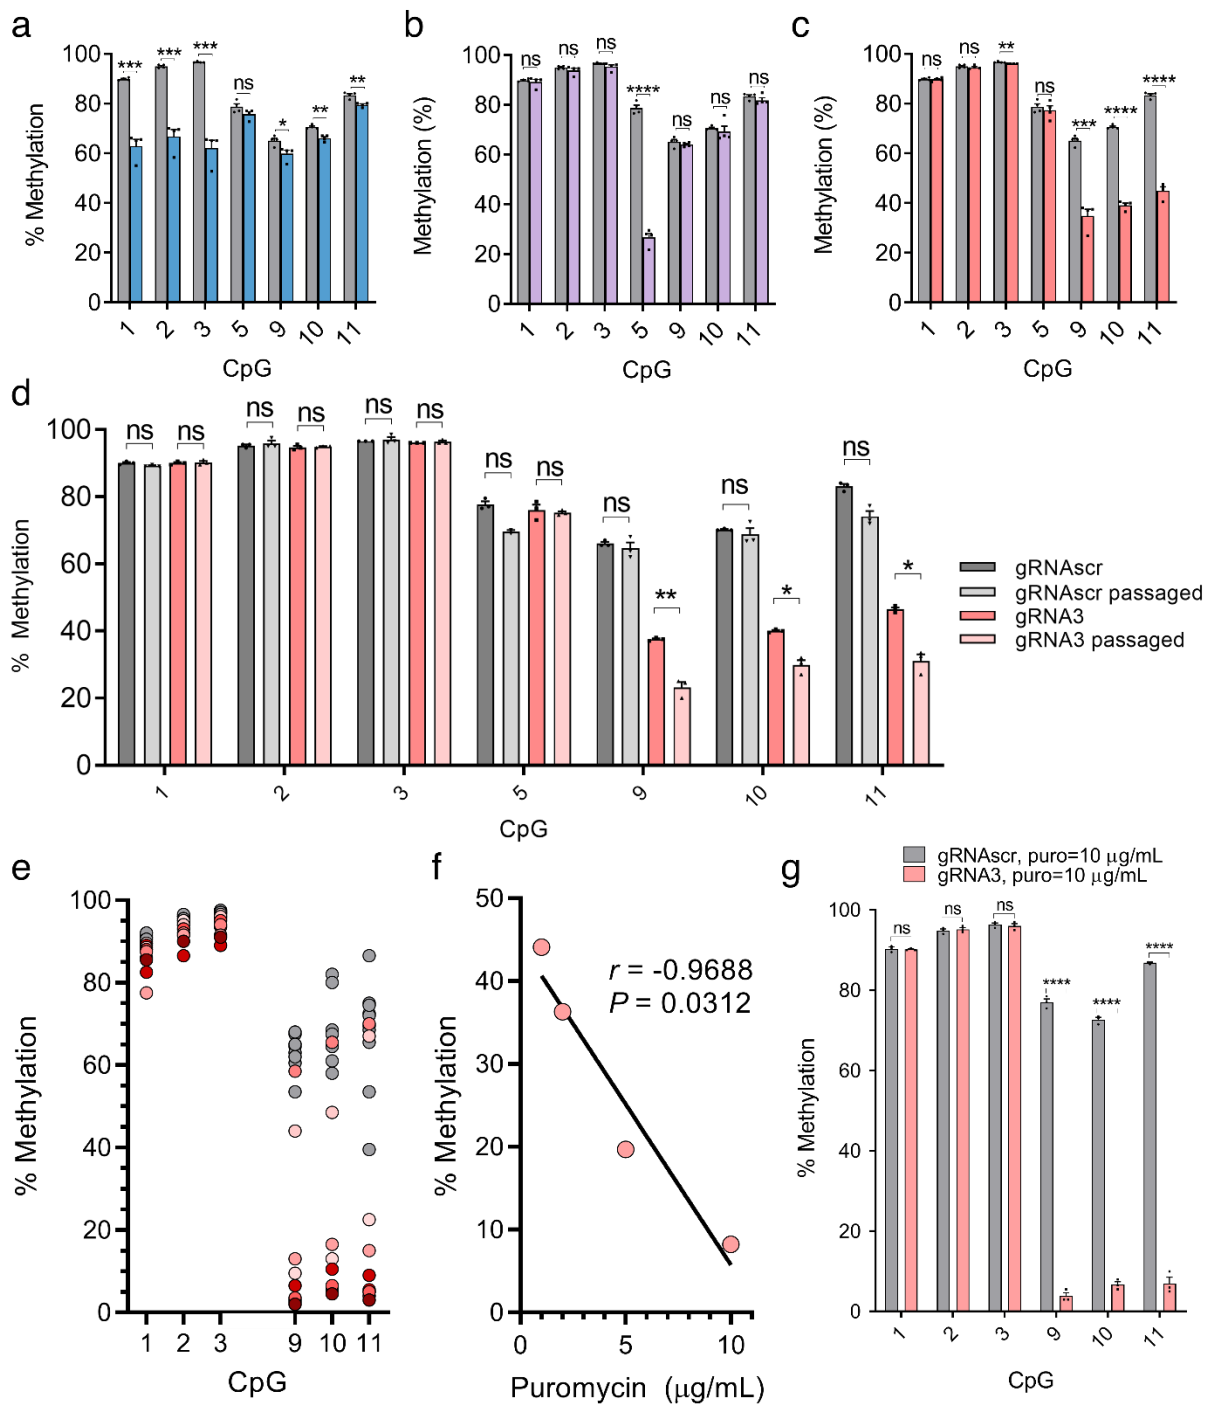 a
% Methylation
100
80
60
40
20
0
*** *** *** ns * ** **
1 2 3 5 9 10 11
CpG
b
Methylation (%)
100
80
60
40
20
0
ns ns ns **** ns ns ns
1 2 3 5 9 10 11
CpG
c
Methylation (%)
100
80
60
40
20
0
ns ns ** ns *** **** ****
1 2 3 5 9 10 11
CpG
d
% Methylation
100
80
60
40
20
0
ns ns ns ns ns ns ns ns ns ** ns * ns *
1 2 3 5 9 10 11
CpG
gRNAscr
gRNAscr passaged
gRNA3
gRNA3 passaged
e
% Methylation
100
80
60
40
20
0
1 2 3 9 10 11
CpG
f
% Methylation
50
40
30
20
10
0
r = -0.9688
P = 0.0312
0 5 10
Puromycin (μg/mL)
g
gRNAscr, puro=10 μg/mL
gRNA3, puro=10 μg/mL
% Methylation
100
80
60
40
20
0
ns ns ns **** **** ****
1 2 3 9 10 11
CpG